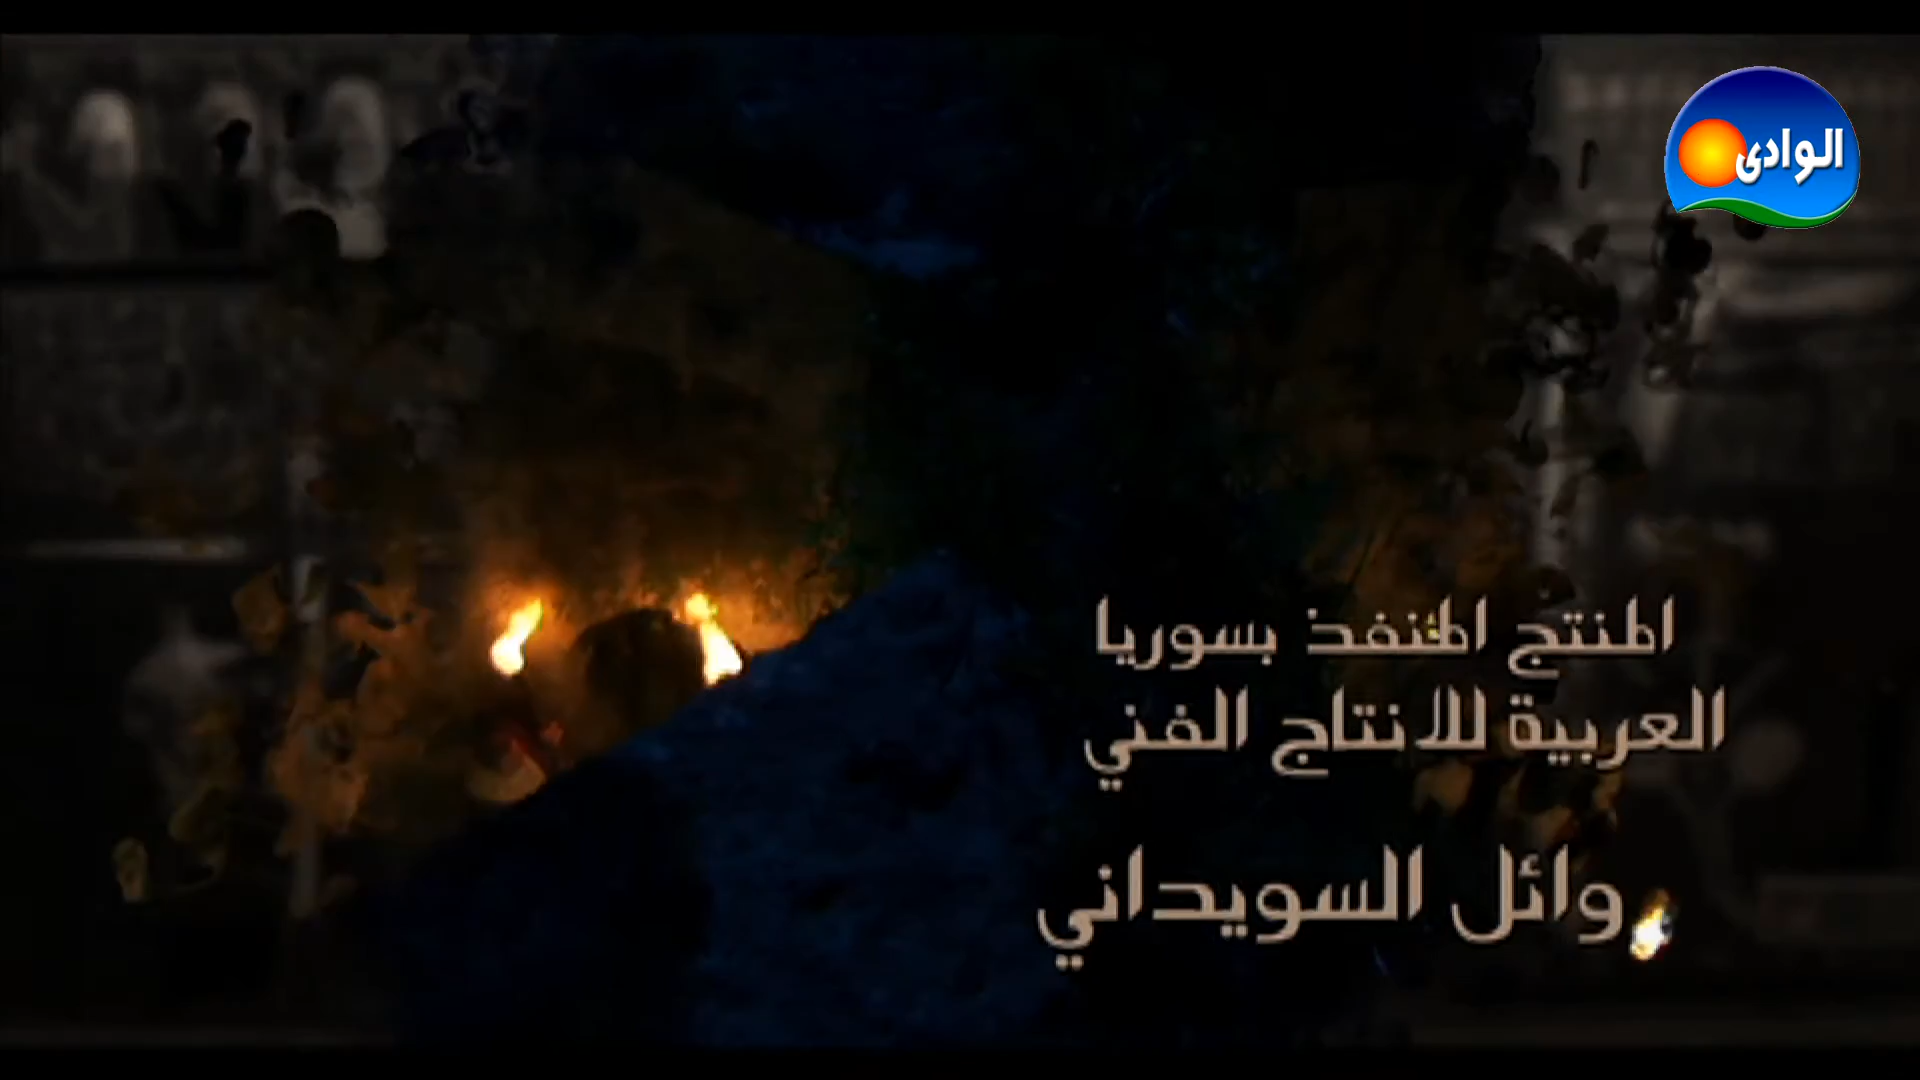 الوادى
المنتج المنفذ بسوريا
العربية للانتاج الفني
وائل السويداني